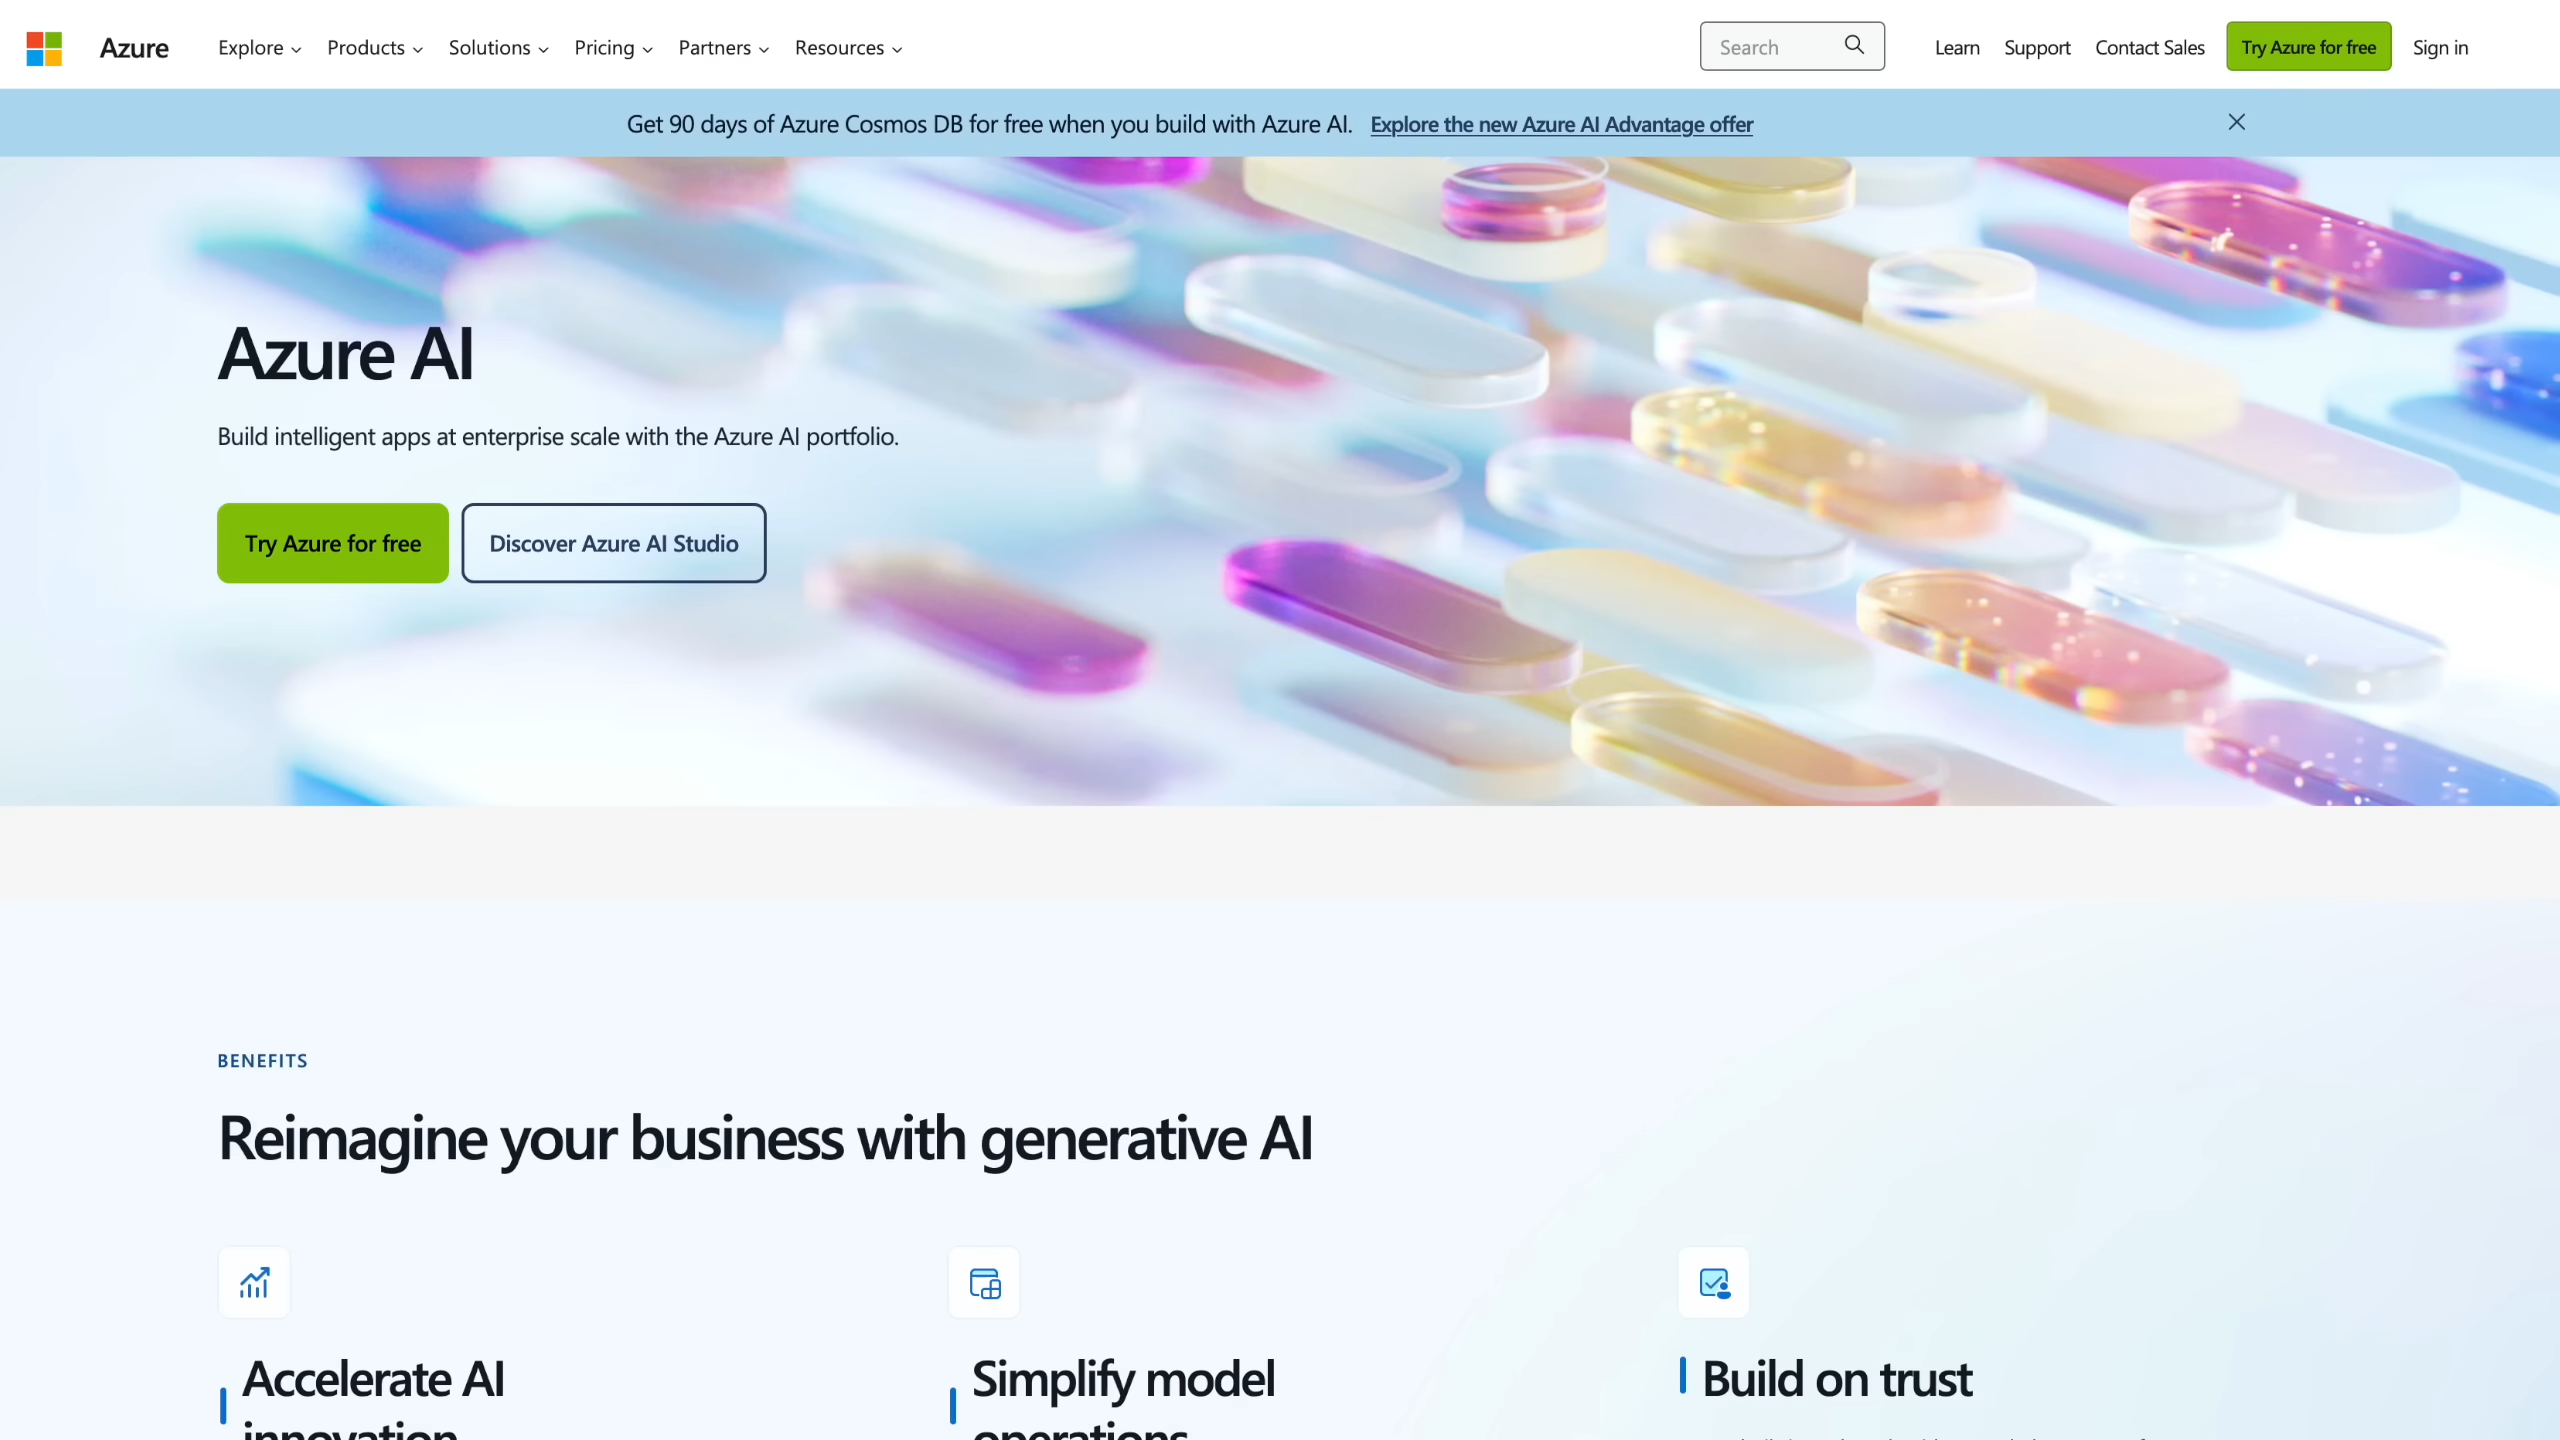 Azure
Explore
Products
Solutions
Pricing
Partners
Resources
Search
Learn
Support
Contact Sales
Try Azure for free
Sign in
Get 90 days of Azure Cosmos DB for free when you build with Azure AI. Explore the new Azure AI Advantage offer
Azure AI
Build intelligent apps at enterprise scale with the Azure AI portfolio.
Try Azure for free
Discover Azure AI Studio
BENEFITS
Reimagine your business with generative AI
Accelerate AI
innovation
Simplify model
operations
Build on trust